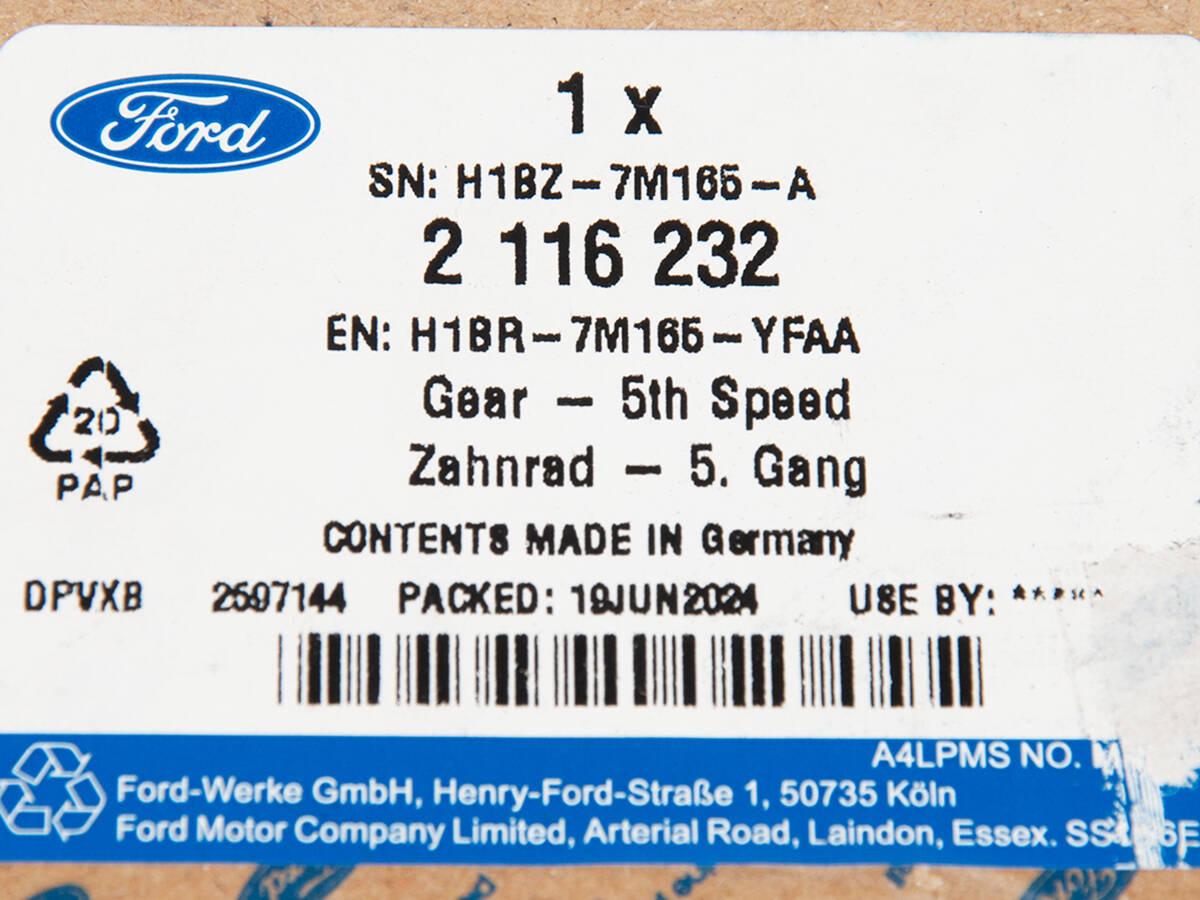 Ford
1 x
SN: H1BZ-7M165-A
2 116 232
EN: H1BR-7M165-YFAA
Gear - 5th Speed
Zahnrad - 5. Gang
20
PAP
CONTENTS MADE IN Germany
DPVXB 2597144 PACKED: 19JUN2024 USE BY: *****
A4LPMS NO.
Ford-Werke GmbH, Henry-Ford-Straße 1, 50735 Köln
Ford Motor Company Limited, Arterial Road, Laindon, Essex.